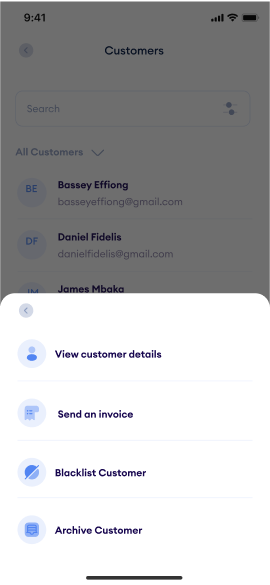 9:41
Customers
Search
All Customers
BE
Bassey Effiong
basseyeffiong@gmail.com
DF
Daniel Fidelis
danielfidelis@gmail.com
JM
James Mbaka
View customer details
Send an invoice
Blacklist Customer
Archive Customer